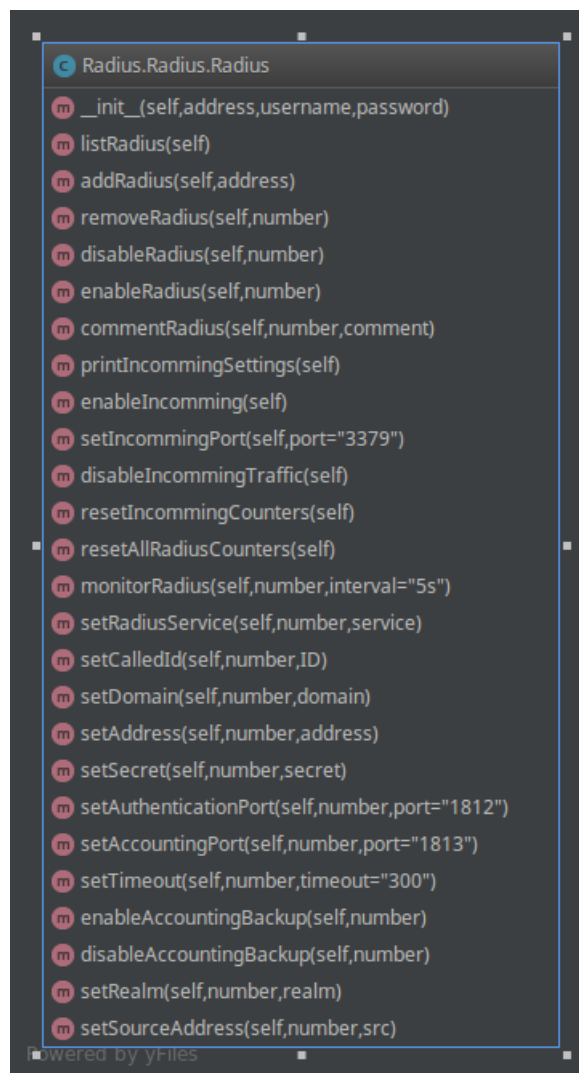 C Radius.Radius.Radius
m __init__(self,address,username,password)
m listRadius(self)
m addRadius(self,address)
m removeRadius(self,number)
m disableRadius(self,number)
m enableRadius(self,number)
m commentRadius(self,number,comment)
m printIncommingSettings(self)
m enableIncomming(self)
m setIncommingPort(self,port="3379")
m disableIncommingTraffic(self)
m resetIncommingCounters(self)
m resetAllRadiusCounters(self)
m monitorRadius(self,number,interval="5s")
m setRadiusService(self,number,service)
m setCalledId(self,number,ID)
m setDomain(self,number,domain)
m setAddress(self,number,address)
m setSecret(self,number,secret)
m setAuthenticationPort(self,number,port="1812")
m setAccountingPort(self,number,port="1813")
m setTimeout(self,number,timeout="300")
m enableAccountingBackup(self,number)
m disableAccountingBackup(self,number)
m setRealm(self,number,realm)
m setSourceAddress(self,number,src)
Powered by yFiles